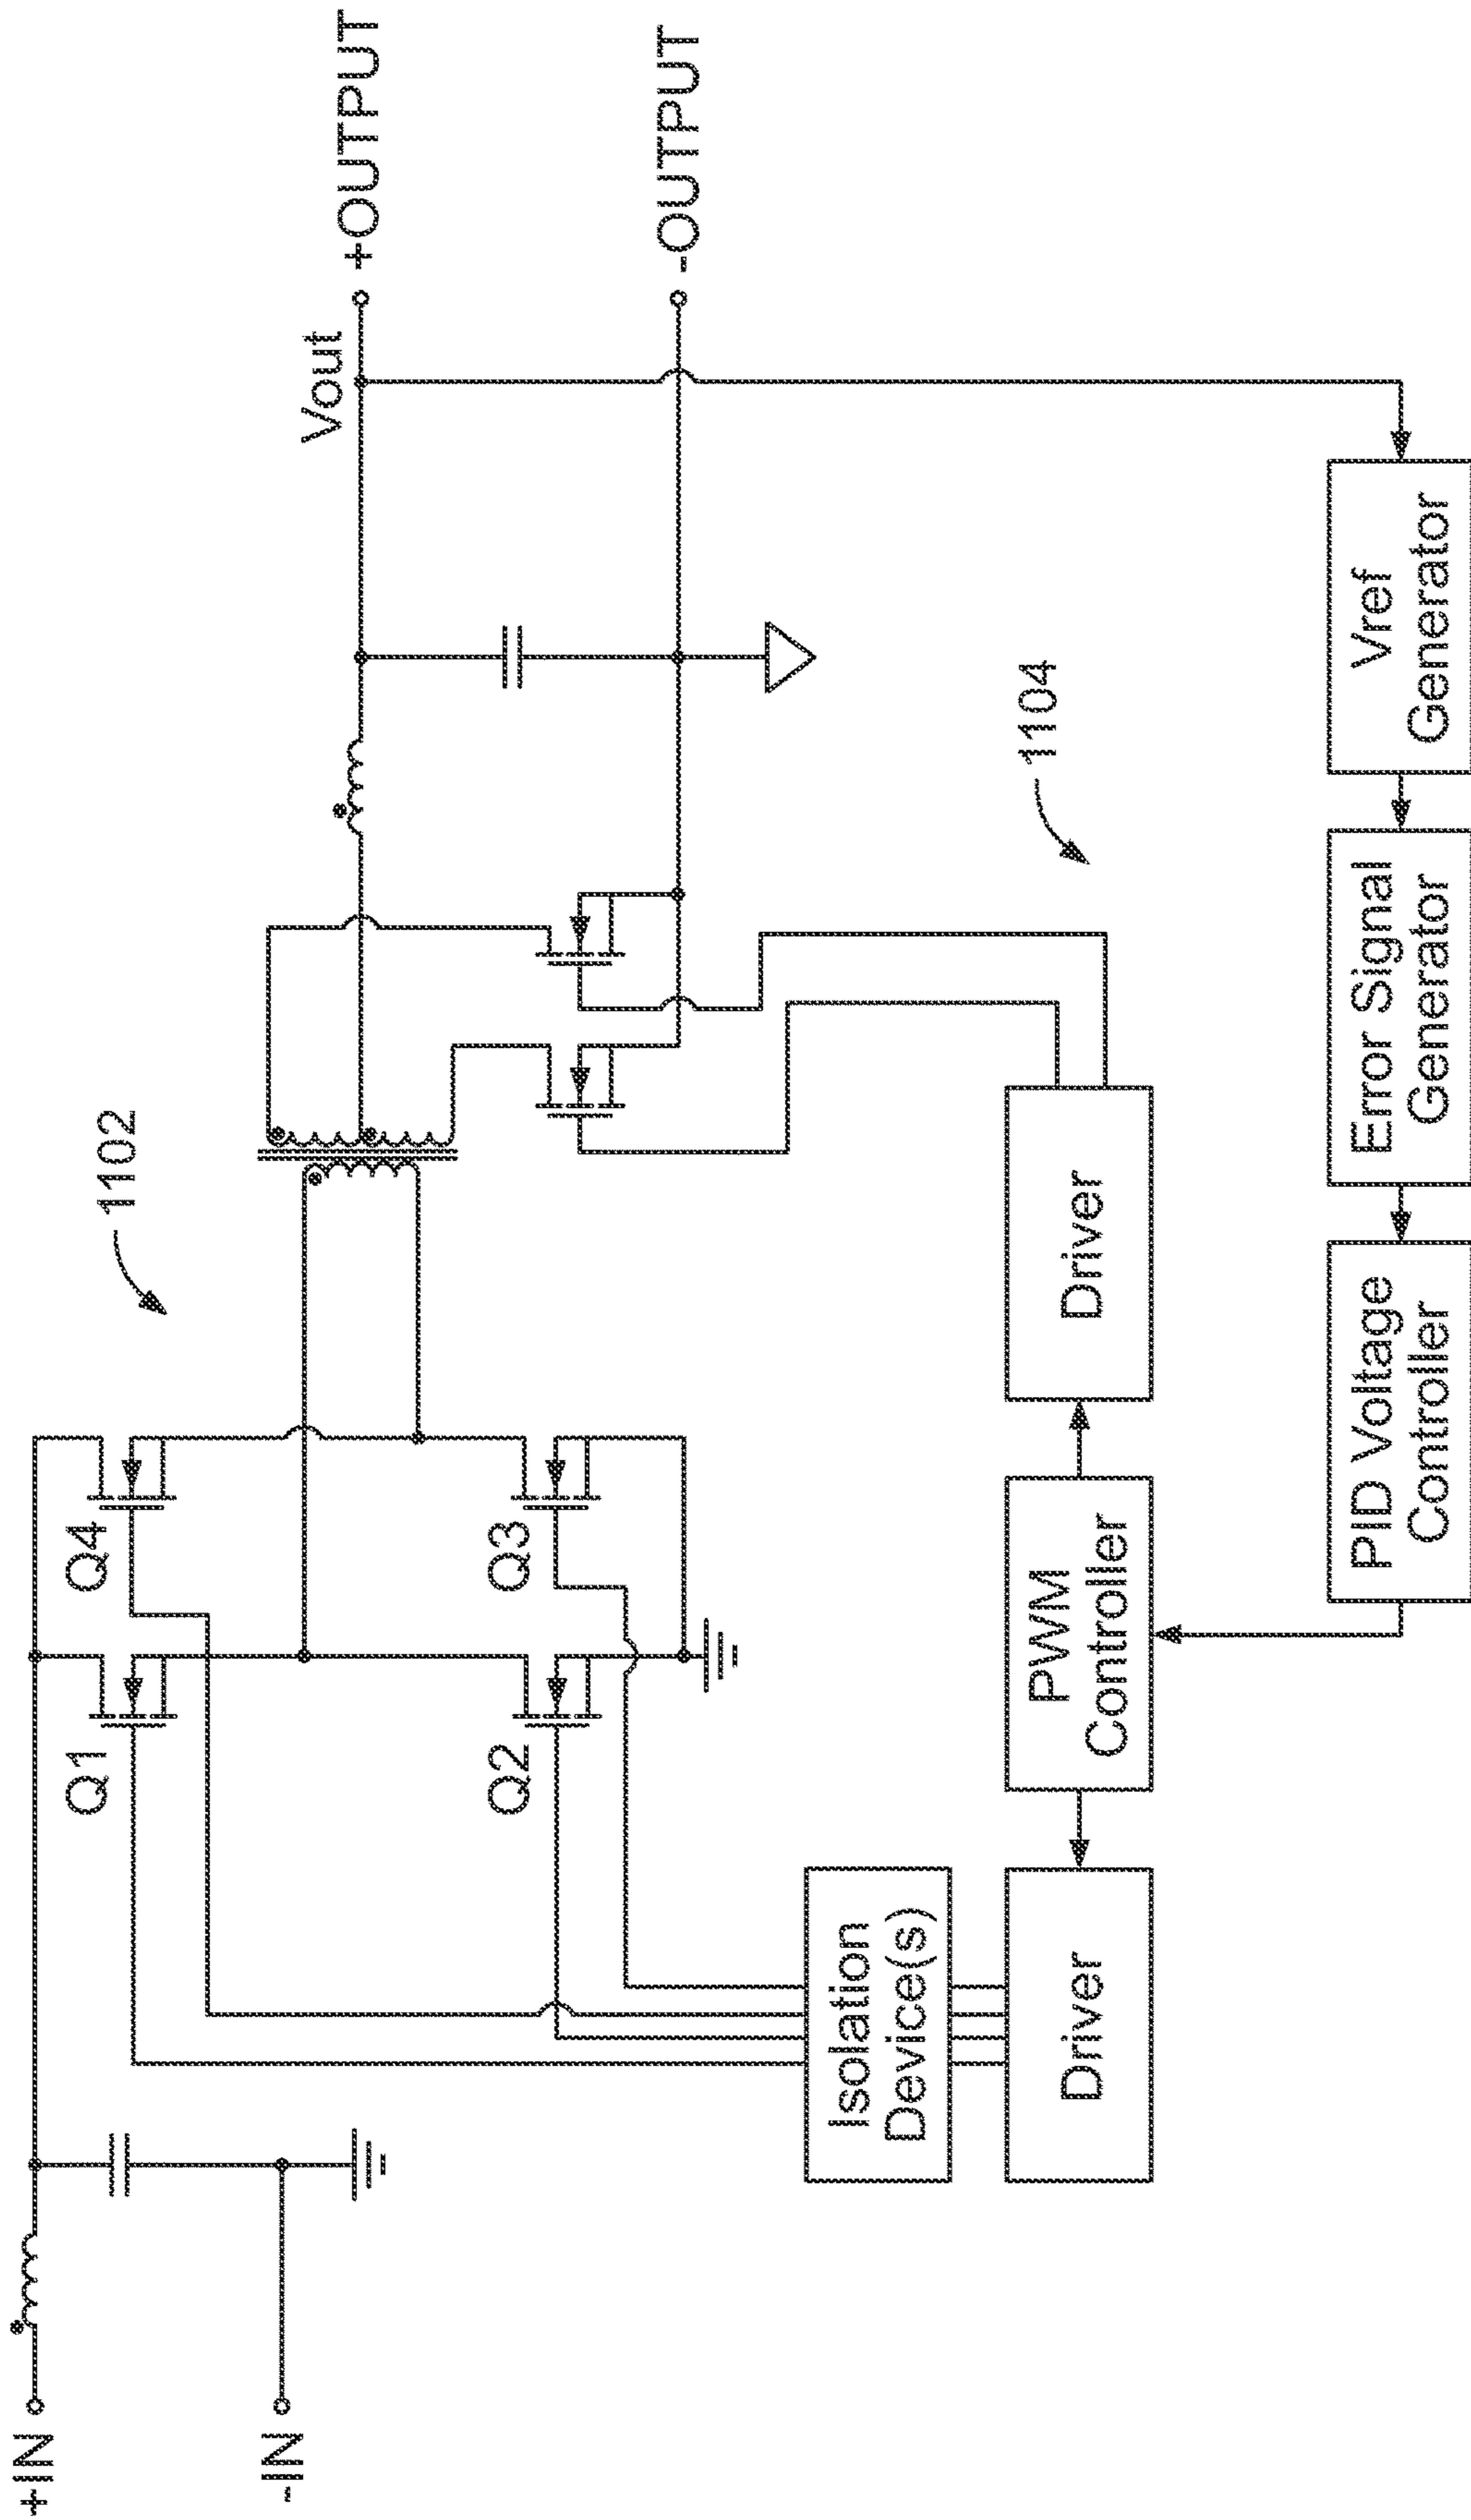 +IN
-IN
Q1
Q4
Q2
Q3
1102
Vout
+OUTPUT
-OUTPUT
1104
Isolation
Device(s)
Driver
PWM
Controller
Driver
PID Voltage
Controller
Error Signal
Generator
Vref
Generator